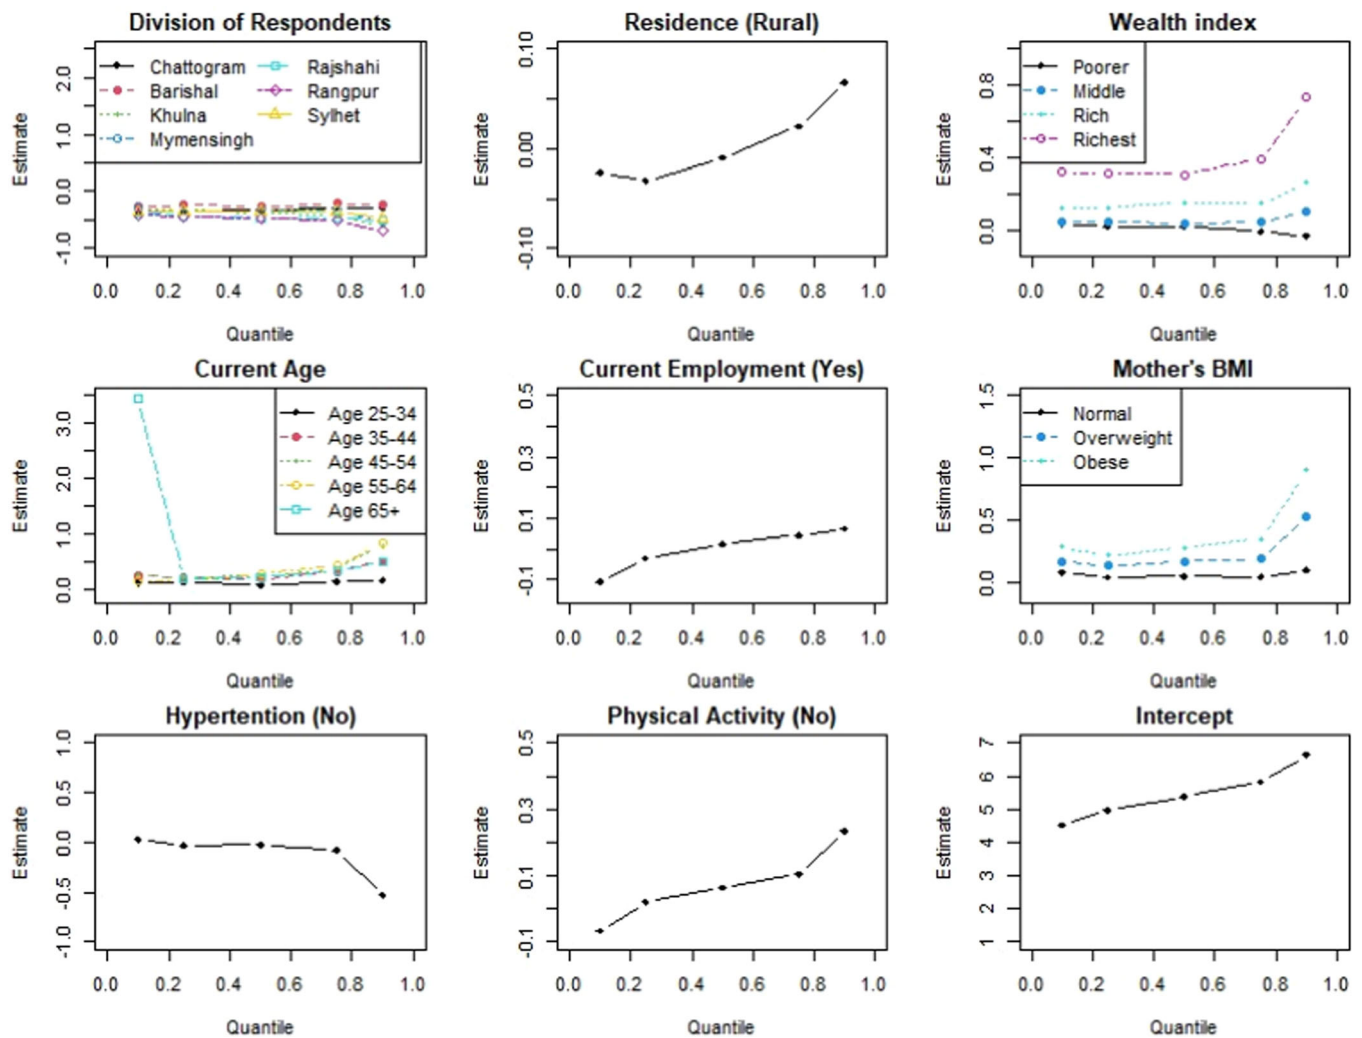 Division of Respondents
Estimate
2.0
1.0
0.0
-1.0
Chattogram
Barishal
Khulna
Mymensingh
Rajshahi
Rangpur
Sylhet
0.0 0.2 0.4 0.6 0.8 1.0
Quantile
Residence (Rural)
Estimate
0.10
0.00
-0.10
0.0 0.2 0.4 0.6 0.8 1.0
Quantile
Wealth index
Estimate
0.8
0.4
0.0
Poorer
Middle
Rich
Richest
0.0 0.2 0.4 0.6 0.8 1.0
Quantile
Current Age
Estimate
3.0
2.0
1.0
0.0
Age 25-34
Age 35-44
Age 45-54
Age 55-64
Age 65+
0.0 0.2 0.4 0.6 0.8 1.0
Quantile
Current Employment (Yes)
Estimate
0.5
0.3
0.1
-0.1
0.0 0.2 0.4 0.6 0.8 1.0
Quantile
Mother's BMI
Estimate
1.5
1.0
0.5
0.0
Normal
Overweight
Obese
0.0 0.2 0.4 0.6 0.8 1.0
Quantile
Hypertention (No)
Estimate
1.0
0.5
0.0
-0.5
-1.0
0.0 0.2 0.4 0.6 0.8 1.0
Quantile
Physical Activity (No)
Estimate
0.5
0.3
0.1
-0.1
0.0 0.2 0.4 0.6 0.8 1.0
Quantile
Intercept
Estimate
7
6
5
4
3
2
1
0.0 0.2 0.4 0.6 0.8 1.0
Quantile